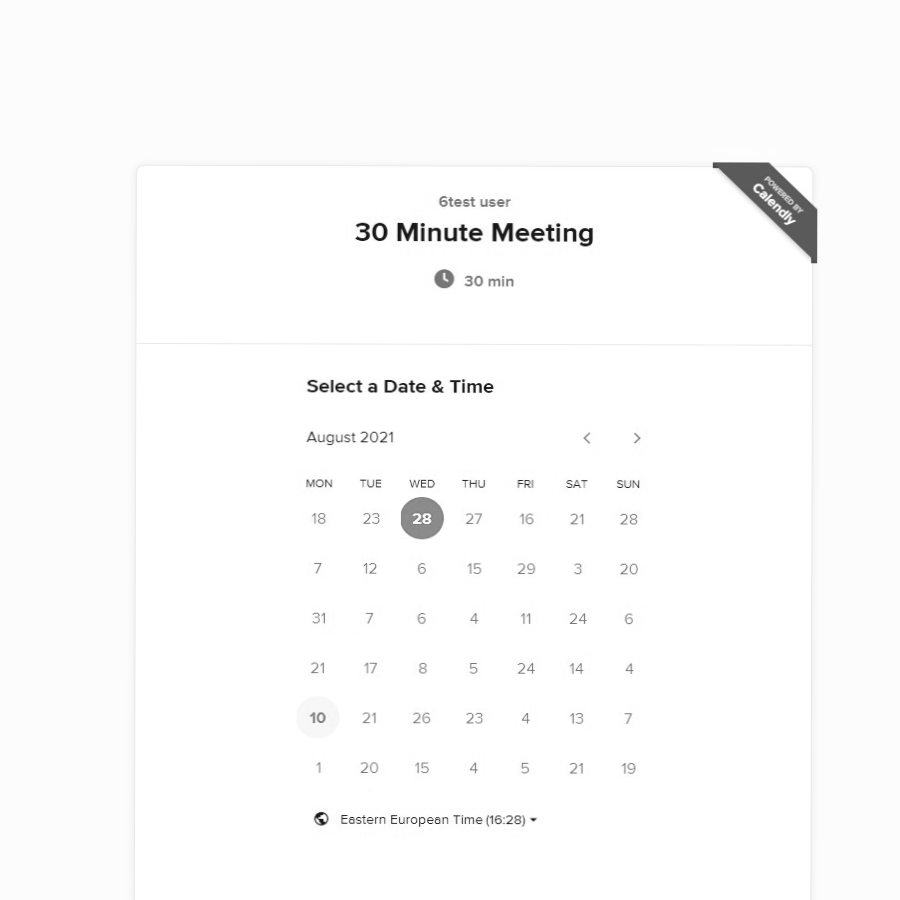 POWERED BY
Calendly
6test user
30 Minute Meeting
30 min
Select a Date & Time
August 2021
MON TUE WED THU FRI SAT SUN
18 23 28 27 16 21 28
7 12 6 15 29 3 20
31 7 6 4 11 24 6
21 17 8 5 24 14 4
10 21 26 23 4 13 7
1 20 15 4 5 21 19
Eastern European Time (16:28)